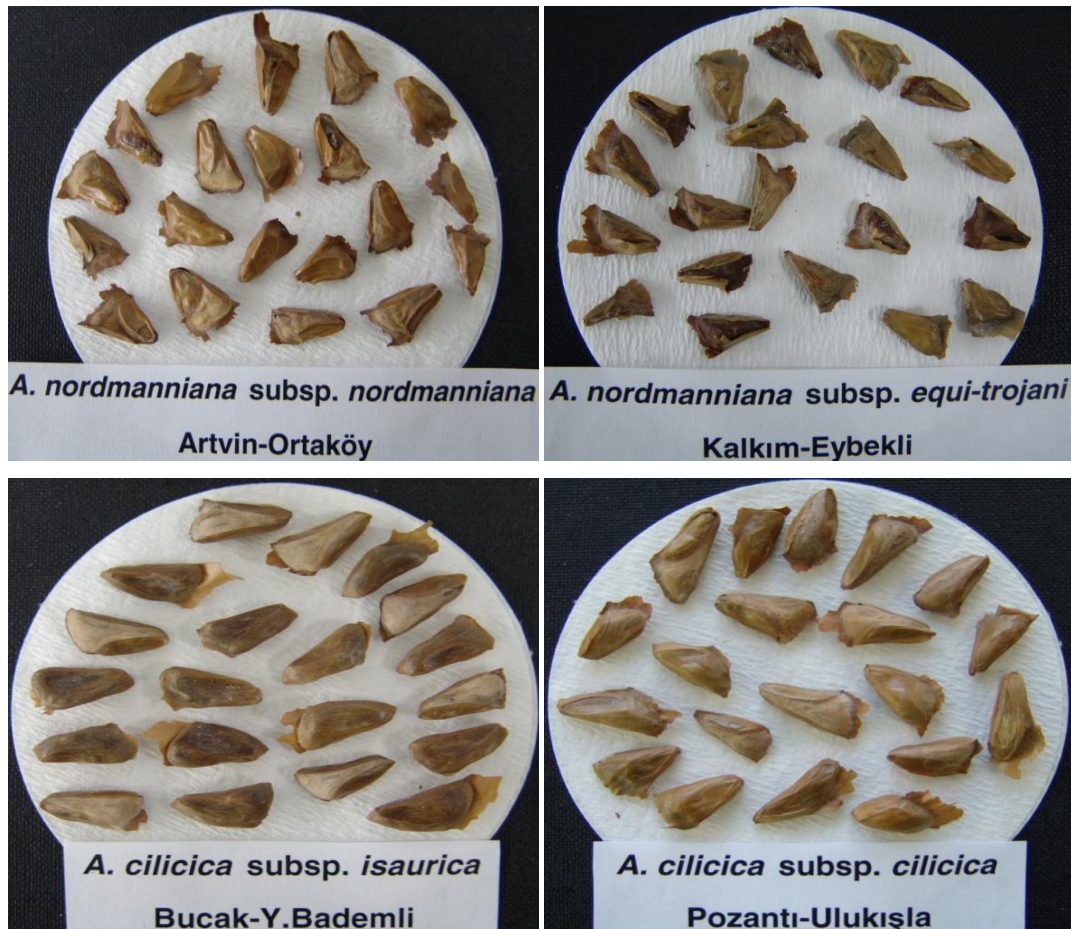 A. nordmanniana subsp. nordmanniana
Artvin-Ortaköy
A. nordmanniana subsp. equi-trojani
Kalkım-Eybekli
A. cilicica subsp. isaurica
Bucak-Y.Bademli
A. cilicica subsp. cilicica
Pozantı-Ulukışla